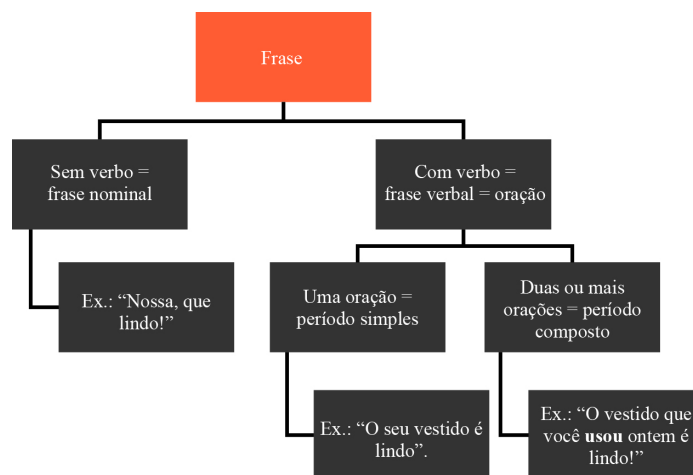 Frase
Sem verbo =
frase nominal
Com verbo =
frase verbal = oração
Ex.: “Nossa, que
lindo!”
Uma oração =
período simples
Duas ou mais
orações = período
composto
Ex.: “O seu vestido é
lindo”.
Ex.: “O vestido que
você usou ontem é
lindo!”